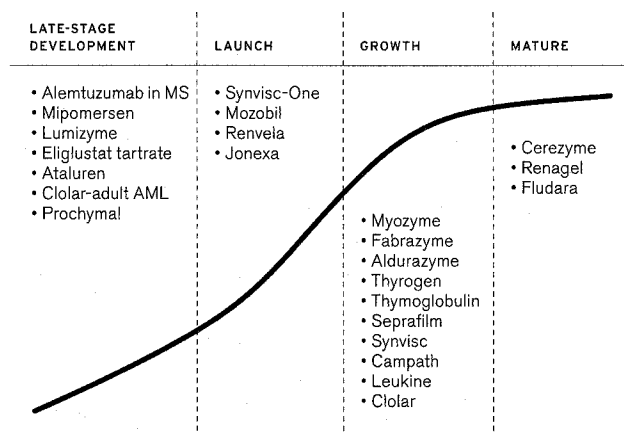 LATE-STAGE
DEVELOPMENT
LAUNCH
GROWTH
MATURE
• Alemtuzumab in MS
• Mipomersen
• Lumizyme
• Eliglustat tartrate
• Ataluren
• Clolar-adult AML
• Prochymal
• Synvisc-One
• Mozobil
• Renvela
• Jonexa
• Myozyme
• Fabrazyme
• Aldurazyme
• Thyrogen
• Thymoglobulin
• Seprafilm
• Synvisc
• Campath
• Leukine
• Clolar
• Cerezyme
• Renagel
• Fludara